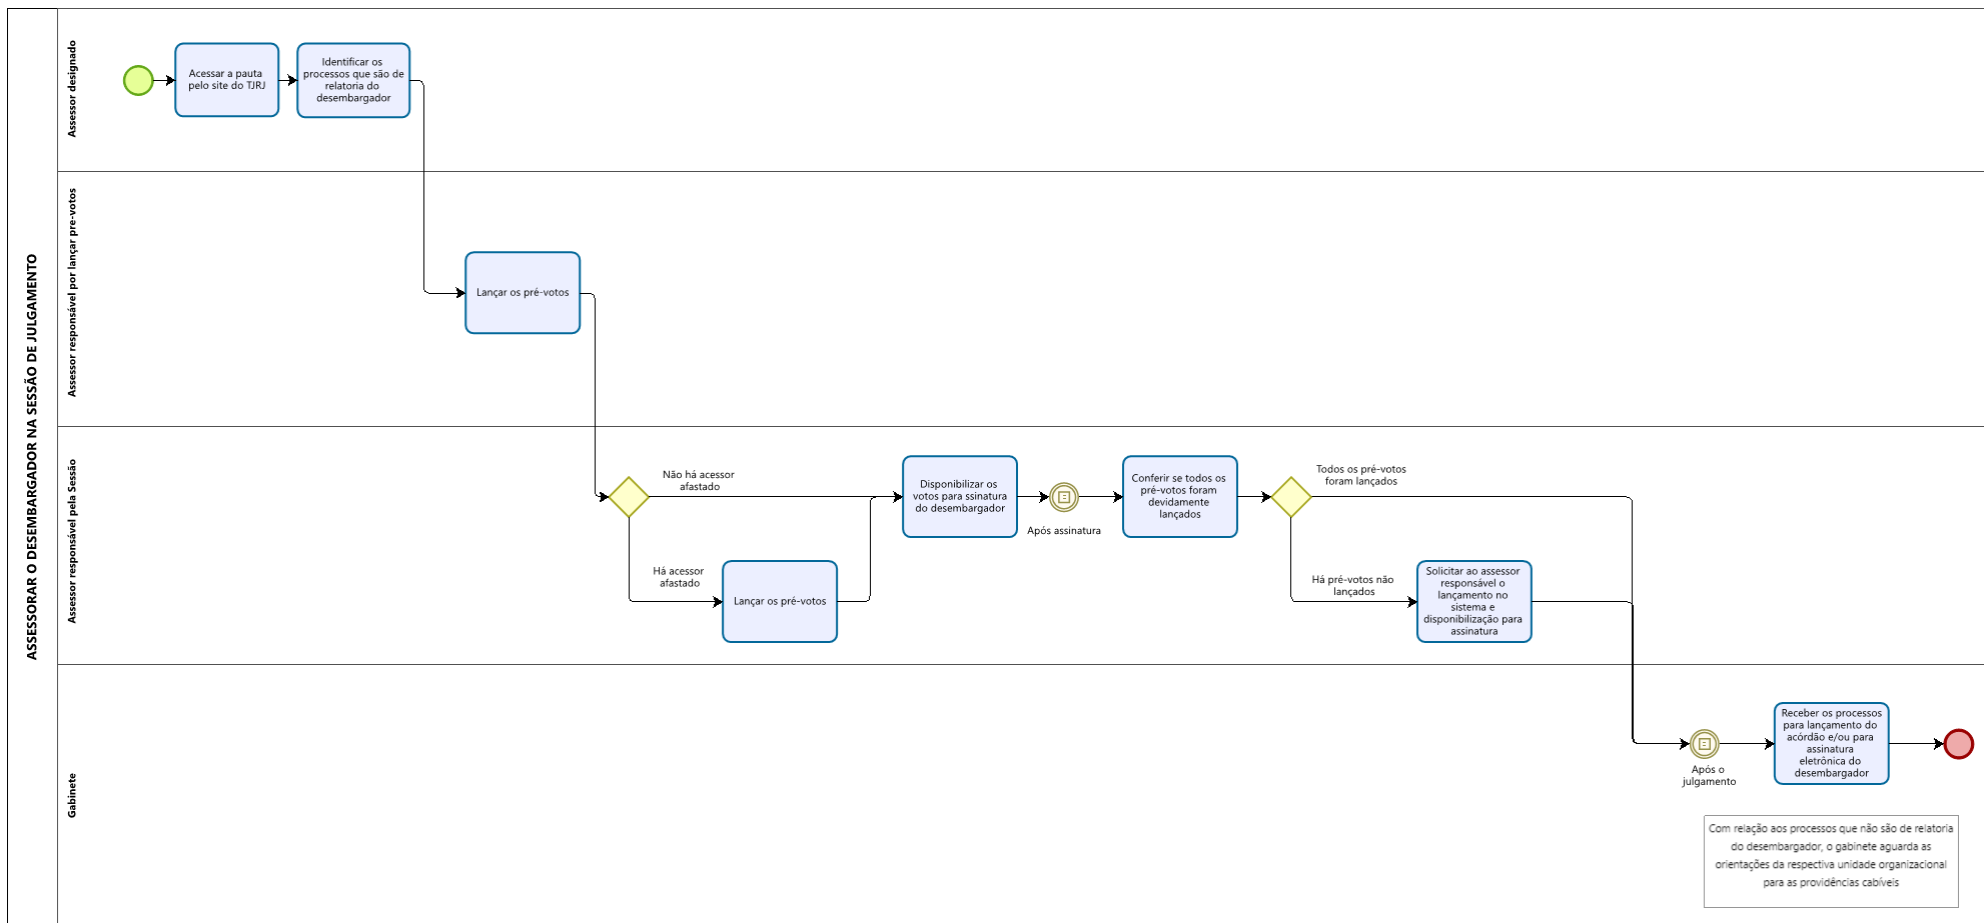 ASSESSORAR O DESEMBARGADOR NA SESSÃO DE JULGAMENTO
Assessor designado
Acessar a pauta
pelo site do TJRJ
Identificar os
processos que são de
relatoria do
desembargador
Assessor responsável por lançar pre-votos
Lançar os pré-votos
Assessor responsável pela Sessão
Não há acessor
afastado
Há acessor
afastado
Lançar os pré-votos
Disponibilizar os
votos para ssinatura
do desembargador
Após assinatura
Conferir se todos os
pré-votos foram
devidamente
lançados
Todos os pré-votos
foram lançados
Há pré-votos não
lançados
Solicitar ao assessor
responsável o
lançamento no
sistema e
disponibilização para
assinatura
Gabinete
Após o
julgamento
Receber os processos
para lançamento do
acórdão e/ou para
assinatura
eletrônica do
desembargador
Com relação aos processos que não são de relatoria
do desembargador, o gabinete aguarda as
orientações da respectiva unidade organizacional
para as providências cabíveis